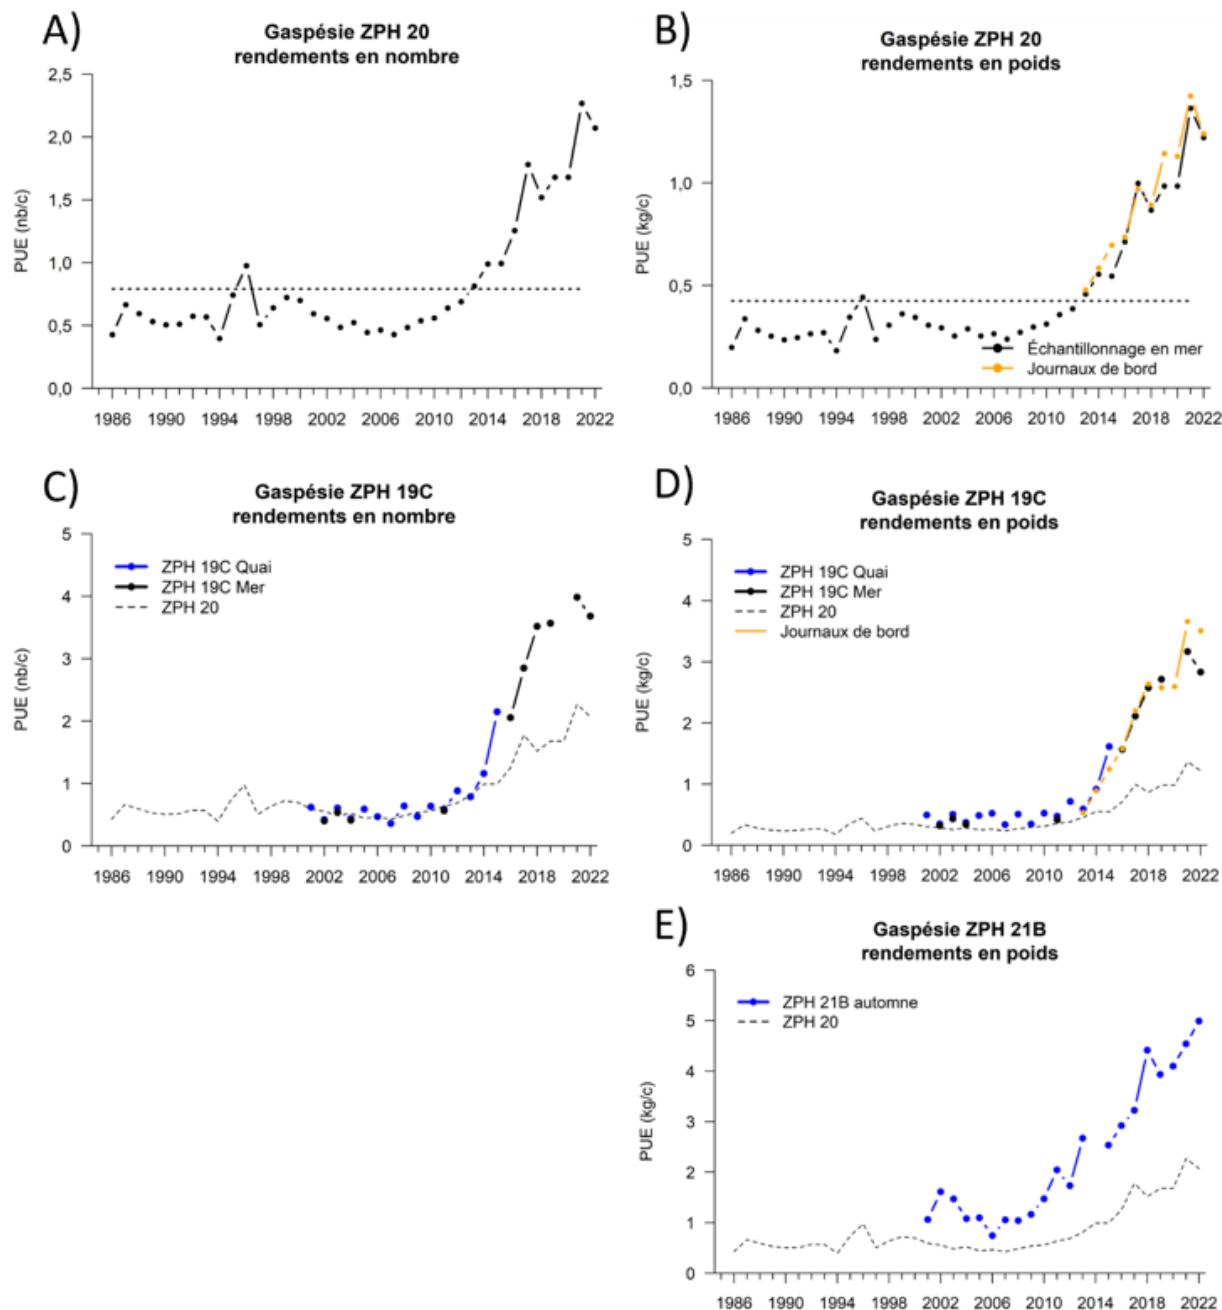 A)
Gaspésie ZPH 20
rendements en nombre
2,5
2,0
1,5
1,0
0,5
0,0
PUE (nb/c)
1986 1990 1994 1998 2002 2006 2010 2014 2018 2022
B)
Gaspésie ZPH 20
rendements en poids
1,5
1,0
0,5
0,0
PUE (kg/c)
Échantillonnage en mer
Journaux de bord
1986 1990 1994 1998 2002 2006 2010 2014 2018 2022
C)
Gaspésie ZPH 19C
rendements en nombre
5
4
3
2
1
0
PUE (nb/c)
ZPH 19C Quai
ZPH 19C Mer
ZPH 20
1986 1990 1994 1998 2002 2006 2010 2014 2018 2022
D)
Gaspésie ZPH 19C
rendements en poids
5
4
3
2
1
0
PUE (kg/c)
ZPH 19C Quai
ZPH 19C Mer
ZPH 20
Journaux de bord
1986 1990 1994 1998 2002 2006 2010 2014 2018 2022
E)
Gaspésie ZPH 21B
rendements en poids
6
5
4
3
2
1
0
PUE (kg/c)
ZPH 21B automne
ZPH 20
1986 1990 1994 1998 2002 2006 2010 2014 2018 2022